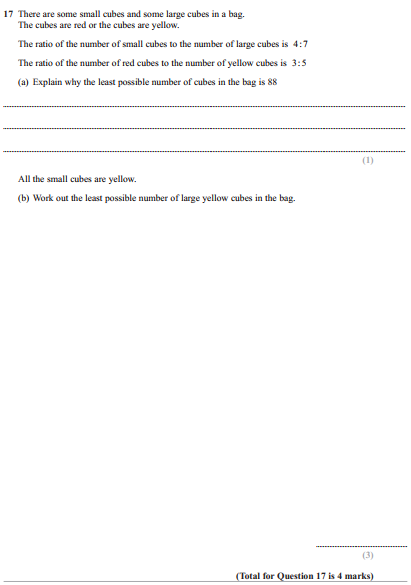 17 There are some small cubes and some large cubes in a bag.
The cubes are red or the cubes are yellow.
The ratio of the number of small cubes to the number of large cubes is 4:7
The ratio of the number of red cubes to the number of yellow cubes is 3:5
(a) Explain why the least possible number of cubes in the bag is 88
(1)
All the small cubes are yellow.
(b) Work out the least possible number of large yellow cubes in the bag.
(3)
(Total for Question 17 is 4 marks)